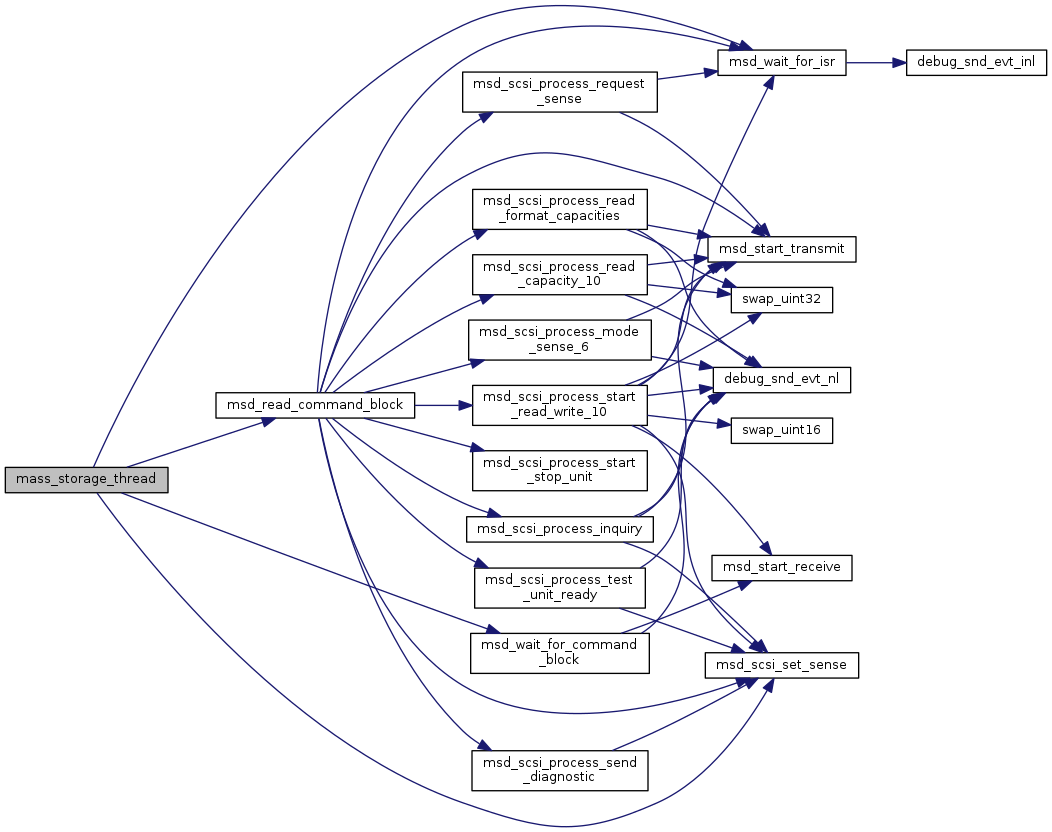 msd_wait_for_isr
debug_snd_evt_inl
msd_scsi_process_request
_sense
msd_scsi_process_read
_format_capacities
msd_start_transmit
msd_scsi_process_read
_capacity_10
swap_uint32
msd_scsi_process_mode
_sense_6
debug_snd_evt_nl
msd_read_command_block
msd_scsi_process_start
_read_write_10
swap_uint16
mass_storage_thread
msd_scsi_process_start
_stop_unit
msd_scsi_process_inquiry
msd_start_receive
msd_scsi_process_test
_unit_ready
msd_wait_for_command
_block
msd_scsi_set_sense
msd_scsi_process_send
_diagnostic